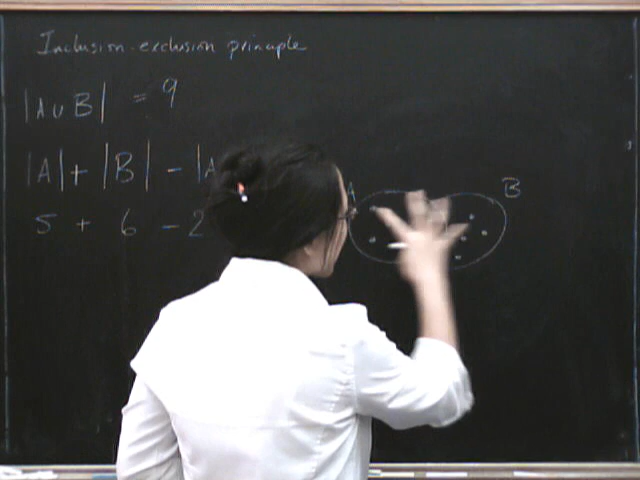 Inclusion-exclusion principle
|A∪B| = 9
|A| + |B| - |A
5 + 6 - 2
A B